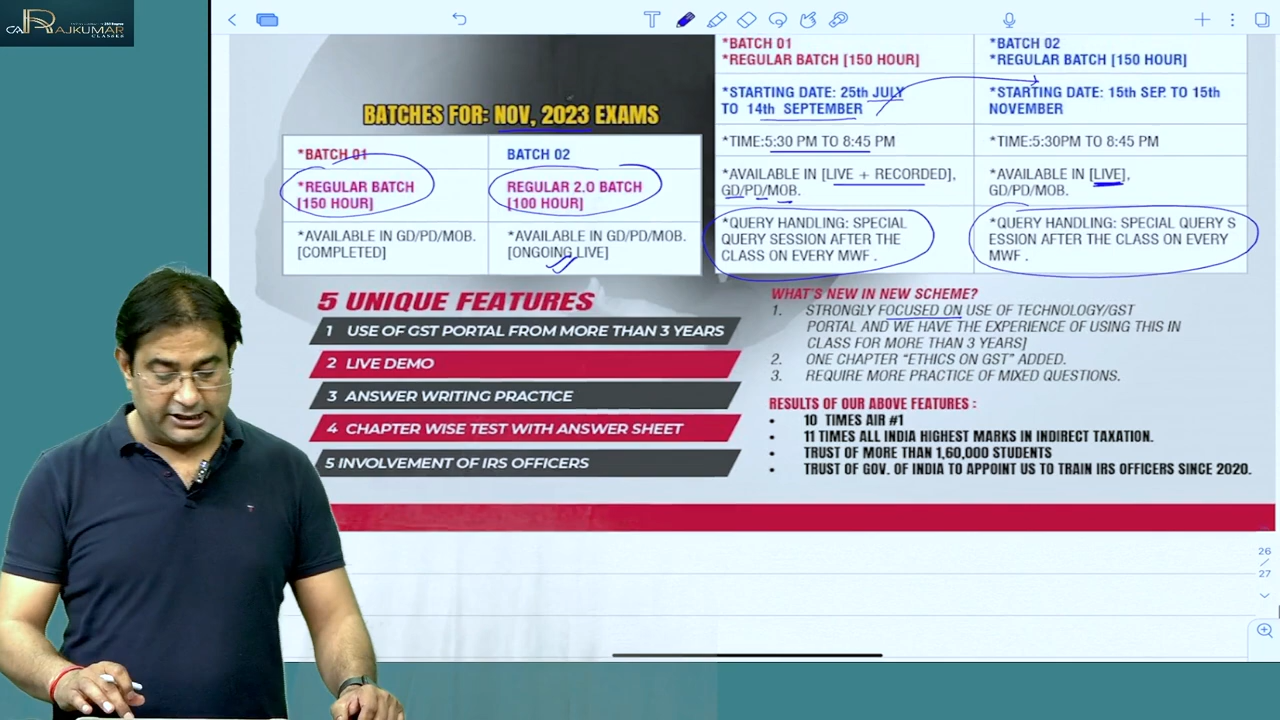 CA RAJKUMAR
CLASSES
BATCHES FOR: NOV, 2023 EXAMS
*BATCH 01
*REGULAR BATCH
[150 HOUR]
*AVAILABLE IN GD/PD/MOB.
[COMPLETED]
BATCH 02
REGULAR 2.O BATCH
[100 HOUR]
*AVAILABLE IN GD/PD/MOB.
[ONGOING LIVE]
*BATCH 01
*REGULAR BATCH [150 HOUR]
*STARTING DATE: 25th JULY
TO 14th SEPTEMBER
*TIME:5:30 PM TO 8:45 PM
*AVAILABLE IN [LIVE + RECORDED],
GD/PD/MOB.
*QUERY HANDLING: SPECIAL
QUERY SESSION AFTER THE
CLASS ON EVERY MWF .
*BATCH 02
*REGULAR BATCH [150 HOUR]
*STARTING DATE: 15th SEP. TO 15th
NOVEMBER
*TIME:5:30PM TO 8:45 PM
*AVAILABLE IN [LIVE],
GD/PD/MOB.
*QUERY HANDLING: SPECIAL QUERY S
ESSION AFTER THE CLASS ON EVERY
MWF .
5 UNIQUE FEATURES
1 USE OF GST PORTAL FROM MORE THAN 3 YEARS
2 LIVE DEMO
3 ANSWER WRITING PRACTICE
4 CHAPTER WISE TEST WITH ANSWER SHEET
5 INVOLVEMENT OF IRS OFFICERS
WHAT'S NEW IN NEW SCHEME?
1. STRONGLY FOCUSED ON USE OF TECHNOLOGY/GST
PORTAL AND WE HAVE THE EXPERIENCE OF USING THIS IN
CLASS FOR MORE THAN 3 YEARS]
2. ONE CHAPTER "ETHICS ON GST" ADDED.
3. REQUIRE MORE PRACTICE OF MIXED QUESTIONS.
RESULTS OF OUR ABOVE FEATURES :
• 10 TIMES AIR #1
• 11 TIMES ALL INDIA HIGHEST MARKS IN INDIRECT TAXATION.
• TRUST OF MORE THAN 1,60,000 STUDENTS
• TRUST OF GOV. OF INDIA TO APPOINT US TO TRAIN IRS OFFICERS SINCE 2020.
26
/
27